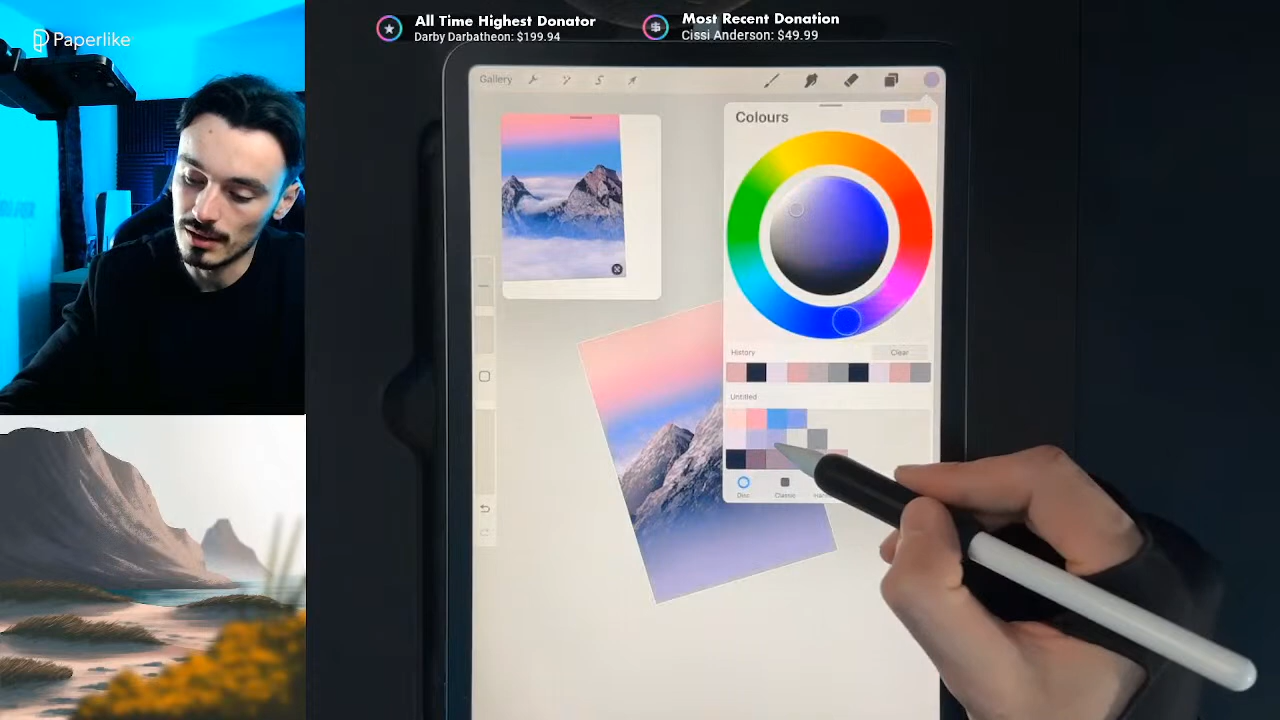 Paperlike
All Time Highest Donator
Darby Darbatheon: $199.94
Most Recent Donation
Cissi Anderson: $49.99
Gallery
Colours
History
Clear
Untitled
Disc
Classic